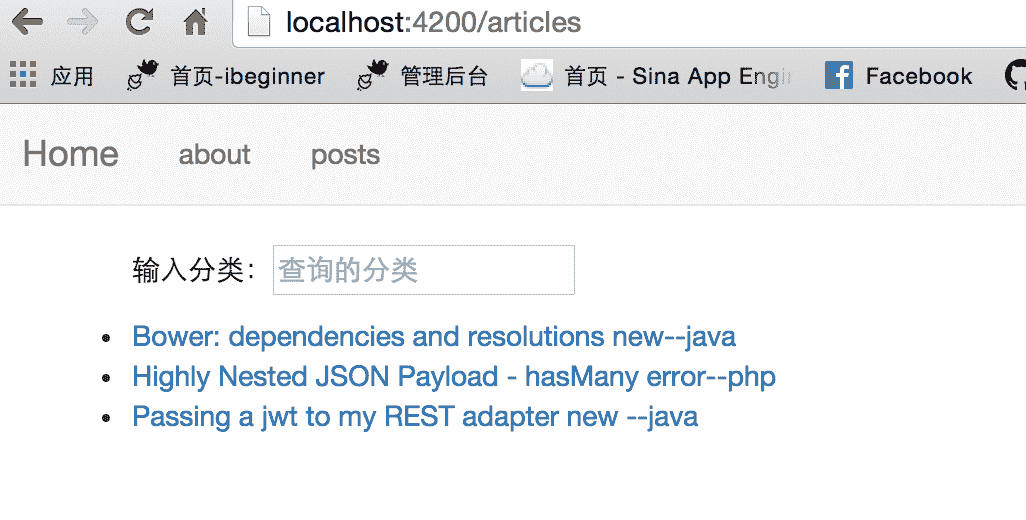 localhost:4200/articles
应用 首页-ibeginner 管理后台 首页 - Sina App Engin Facebook
Home about posts
输入分类： 查询的分类
• Bower: dependencies and resolutions new--java
• Highly Nested JSON Payload - hasMany error--php
• Passing a jwt to my REST adapter new --java